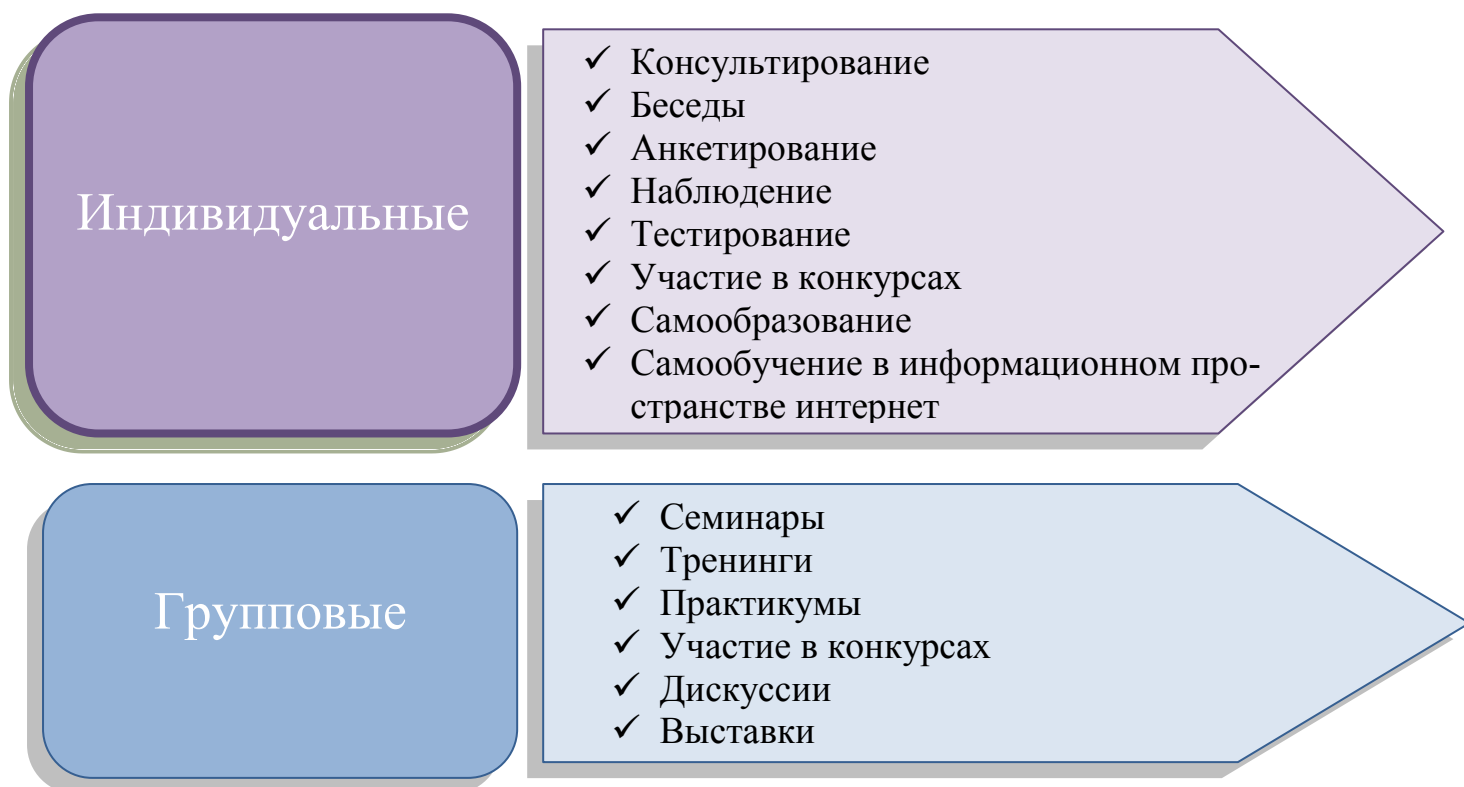 Индивидуальные
✓ Консультирование
✓ Беседы
✓ Анкетирование
✓ Наблюдение
✓ Тестирование
✓ Участие в конкурсах
✓ Самообразование
✓ Самообучение в информационном про-
странстве интернет
Групповые
✓ Семинары
✓ Тренинги
✓ Практикумы
✓ Участие в конкурсах
✓ Дискуссии
✓ Выставки